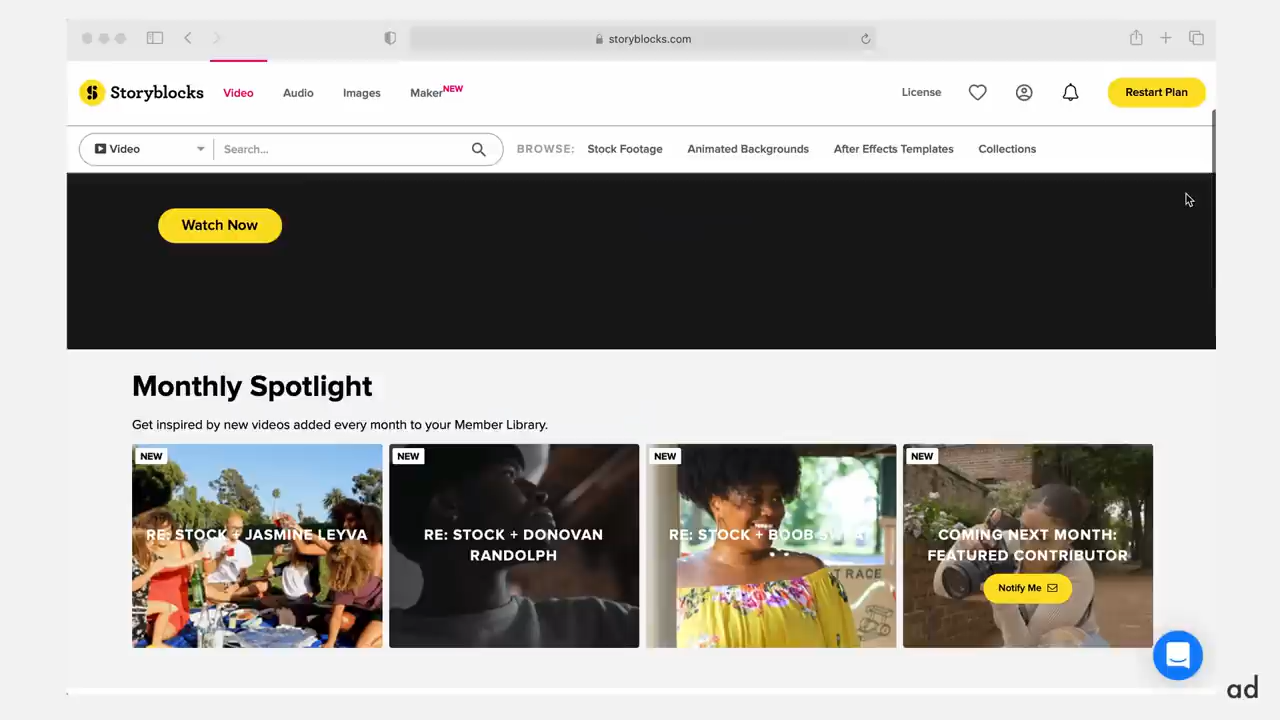 storyblocks.com
Storyblocks Video Audio Images Maker NEW License Restart Plan
Video Search... BROWSE: Stock Footage Animated Backgrounds After Effects Templates Collections
Watch Now
Monthly Spotlight
Get inspired by new videos added every month to your Member Library.
NEW NEW NEW NEW
RE: STOCK + JASMINE LEYVA
RE: STOCK + DONOVAN
RANDOLPH
RE: STOCK + BOOB SWEAT
T RACE
COMING NEXT MONTH:
FEATURED CONTRIBUTOR
Notify Me
ad